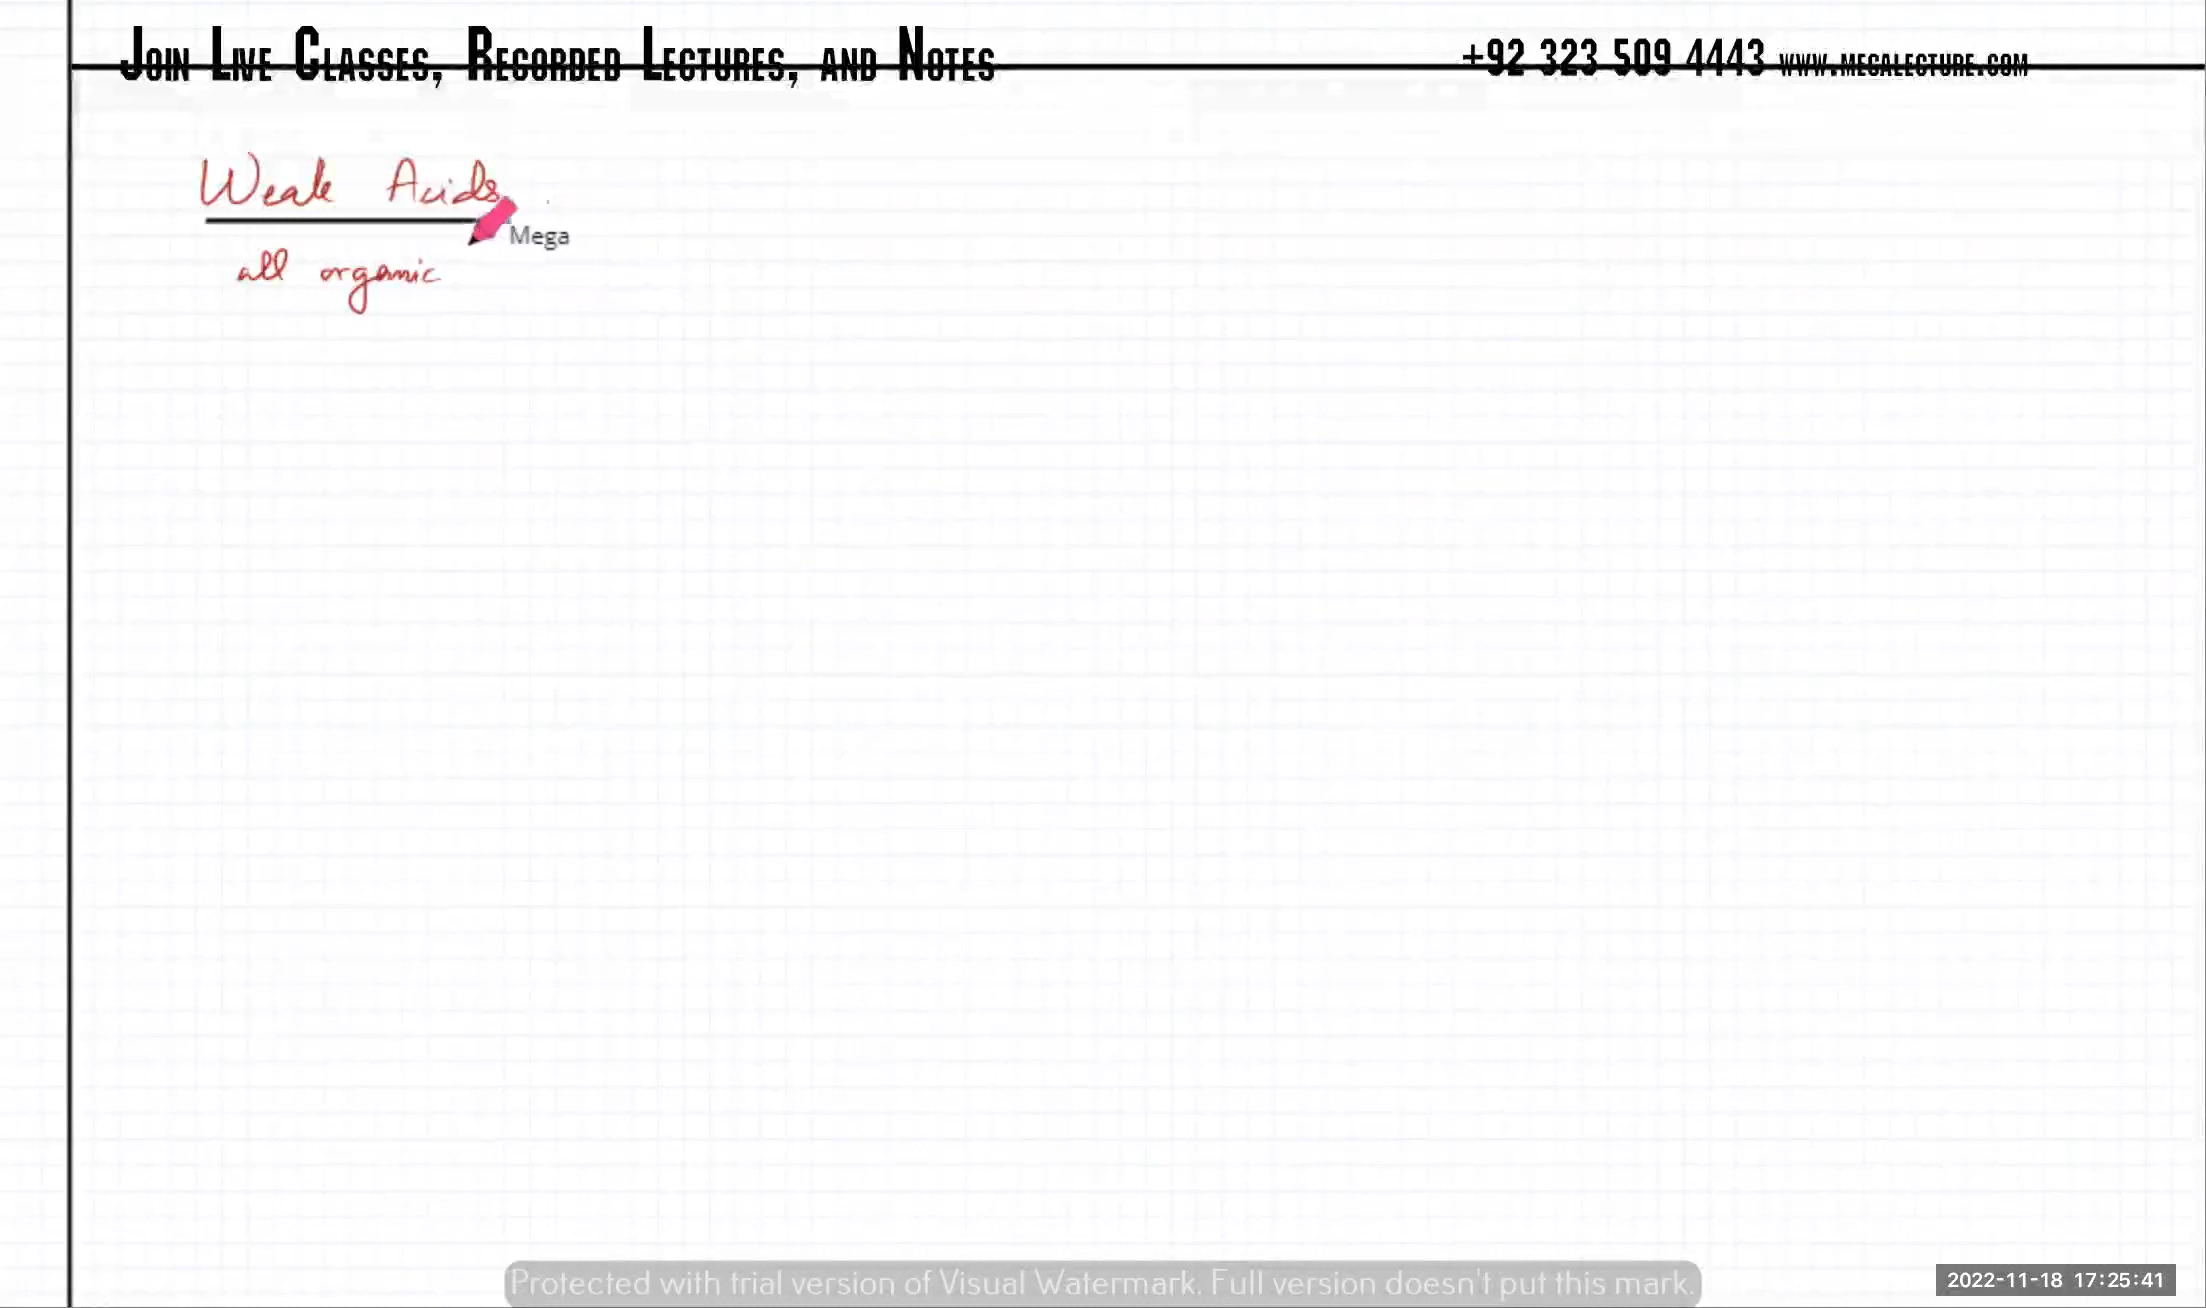 JOIN LIVE CLASSES, RECORDED LECTURES, AND NOTES
+92 323 509 4443 WWW.MEGALECTURE.COM
Weak Acids
Mega
all organic
Protected with trial version of Visual Watermark. Full version doesn't put this mark.
2022-11-18 17:25:41